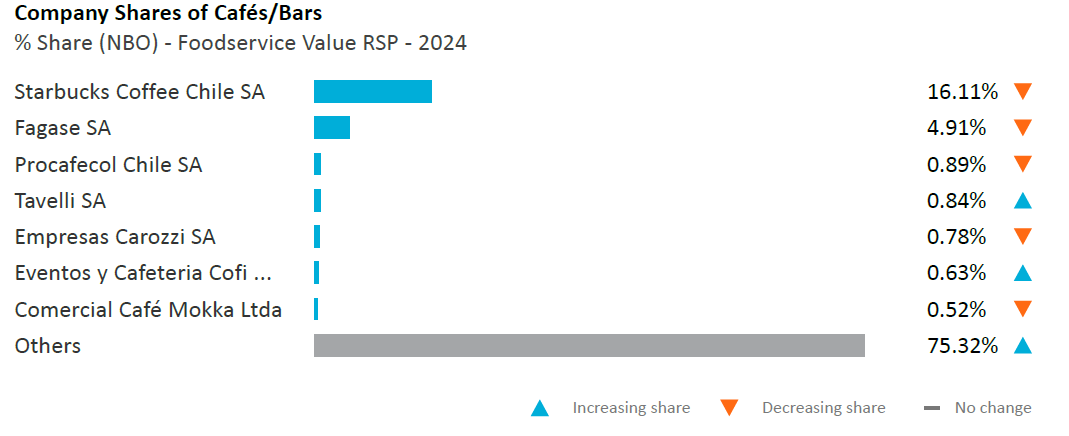 Company Shares of Cafés/Bars
% Share (NBO) - Foodservice Value RSP - 2024
Starbucks Coffee Chile SA 16.11%
Fagase SA 4.91%
Procafecol Chile SA 0.89%
Tavelli SA 0.84%
Empresas Carozzi SA 0.78%
Eventos y Cafeteria Cofi ... 0.63%
Comercial Café Mokka Ltda 0.52%
Others 75.32%
Increasing share Decreasing share No change